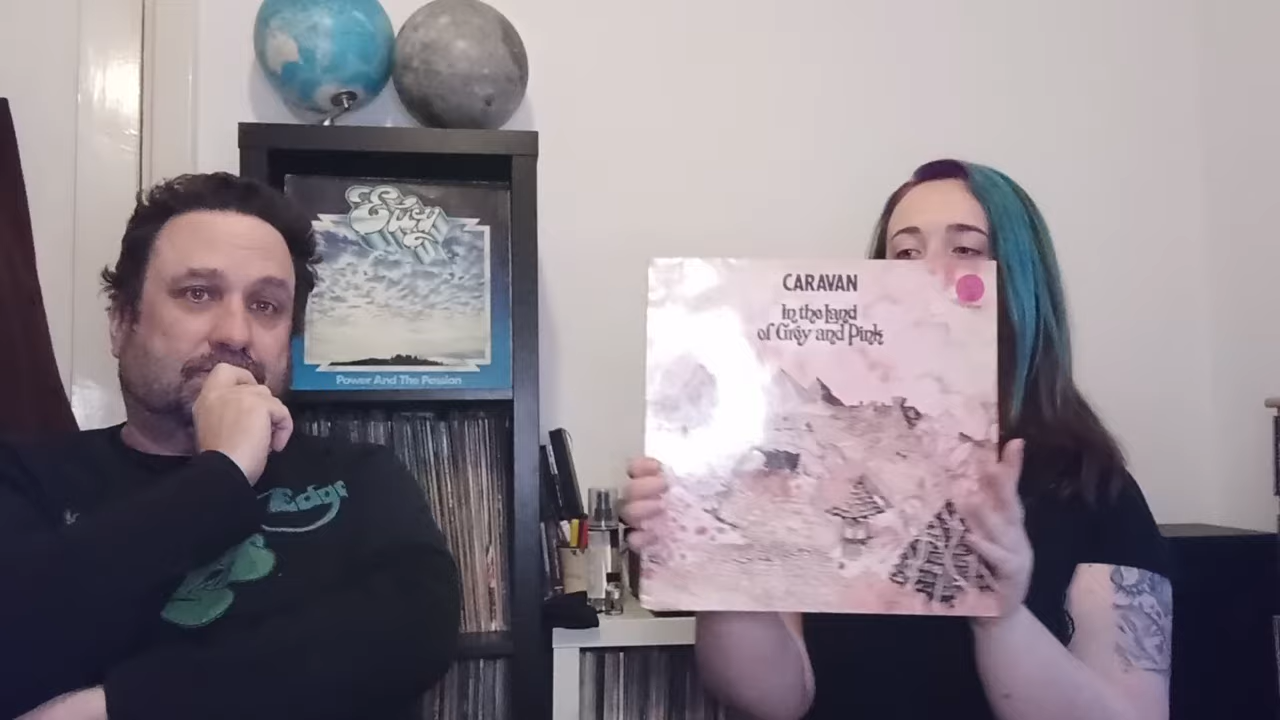 Eloy
Power And The Passion
CARAVAN
In the Land
of Grey and Pink
Edge